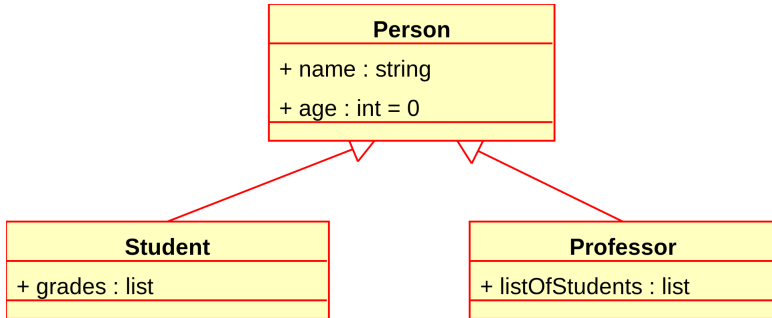 Person
+ name : string
+ age : int = 0
Student
+ grades : list
Professor
+ listOfStudents : list